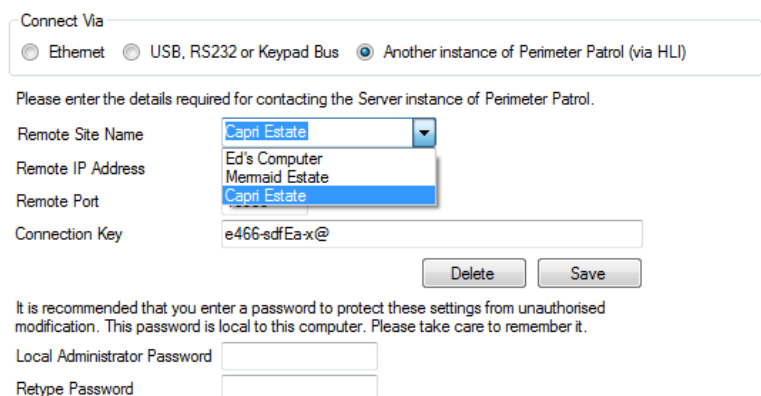 Connect Via
Ethernet USB, RS232 or Keypad Bus Another instance of Perimeter Patrol (via HLI)
Please enter the details required for contacting the Server instance of Perimeter Patrol.
Remote Site Name Capri Estate
Ed's Computer
Remote IP Address
Mermaid Estate
Capri Estate
Remote Port
Connection Key e466-sdfEa-x@
Delete Save
It is recommended that you enter a password to protect these settings from unauthorised
modification. This password is local to this computer. Please take care to remember it.
Local Administrator Password
Retype Password